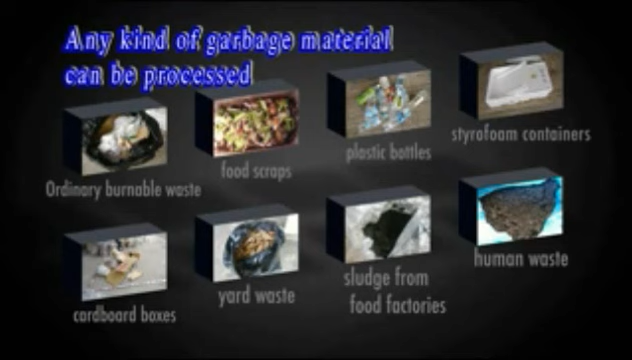 Any kind of garbage material
can be processed
Ordinary burnable waste
food scraps
plastic bottles
styrofoam containers
cardboard boxes
yard waste
sludge from
food factories
human waste